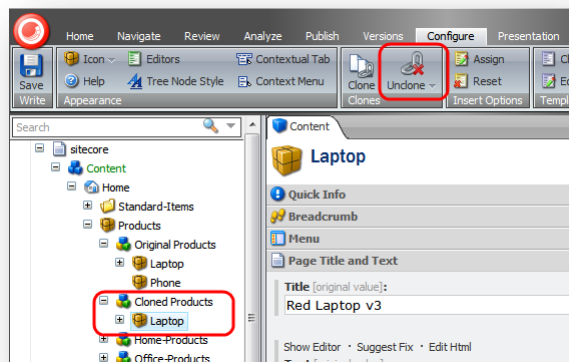 Home Navigate Review Analyze Publish Versions Configure Presentation
Icon Editors Contextual Tab Assign
Help Tree Node Style Context Menu Clone Unclone Reset
Save
Write Appearance Clones Insert Options
Search
Content
sitecore
Content
Home
Standard-Items
Products
Original Products
Laptop
Phone
Cloned Products
Laptop
Home-Products
Office-Products
Laptop
Quick Info
Breadcrumb
Menu
Page Title and Text
Title [original value]:
Red Laptop v3
Show Editor · Suggest Fix · Edit Html